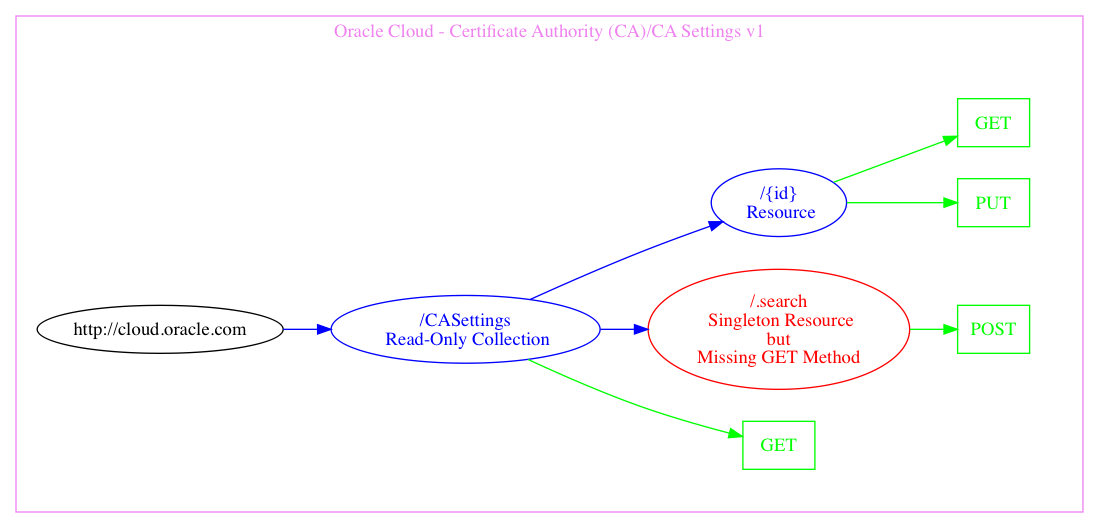 Oracle Cloud - Certificate Authority (CA)/CA Settings v1
http://cloud.oracle.com
/CASettings
Read-Only Collection
/{id}
Resource
/.search
Singleton Resource
but
Missing GET Method
GET
PUT
POST
GET